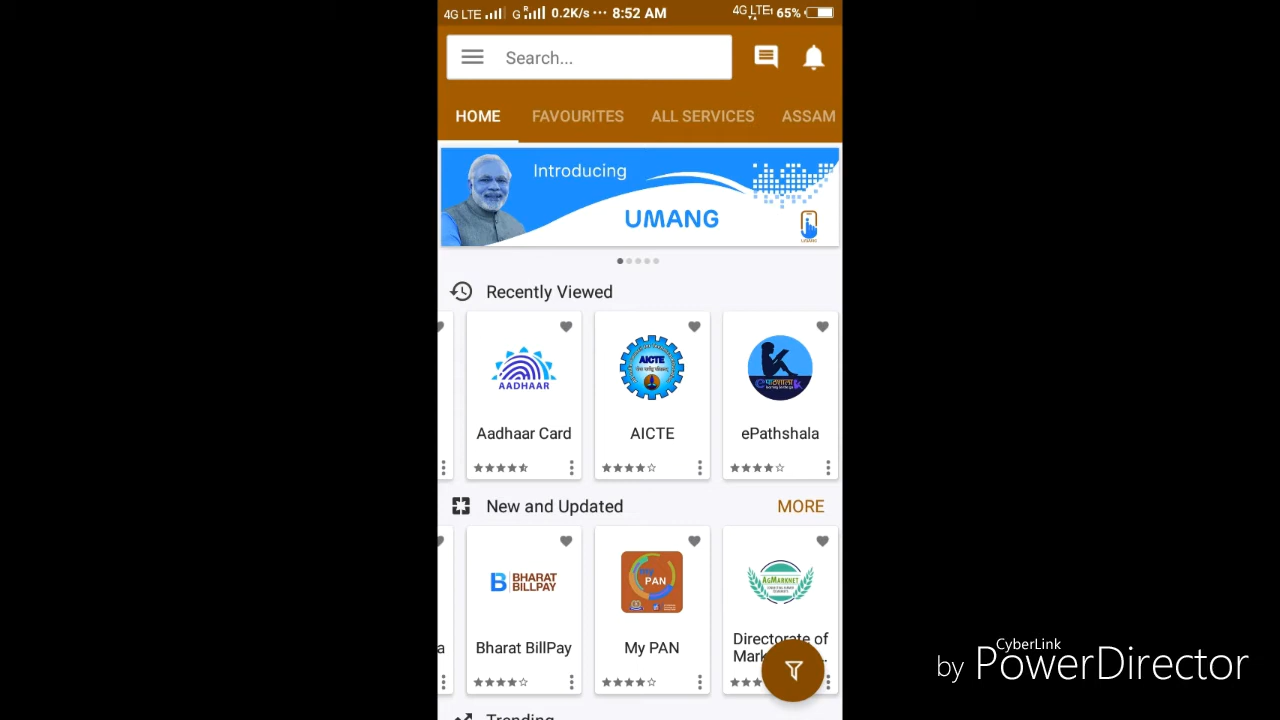 4G LTE G R 0.2K/s ··· 8:52 AM 4G LTE 65%
Search...
HOME FAVOURITES ALL SERVICES ASSAM
Introducing
UMANG
Recently Viewed
AADHAAR AICTE
Aadhaar Card AICTE ePathshala
New and Updated MORE
B BHARAT BILLPAY PAN AGMARKNET
a Bharat BillPay My PAN Directorate of
Mark
Trending
CyberLink
by PowerDirector